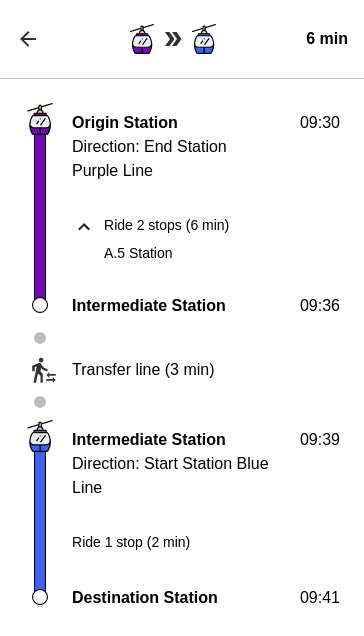 6 min
Origin Station 09:30
Direction: End Station
Purple Line
Ride 2 stops (6 min)
A.5 Station
Intermediate Station 09:36
Transfer line (3 min)
Intermediate Station 09:39
Direction: Start Station Blue
Line
Ride 1 stop (2 min)
Destination Station 09:41